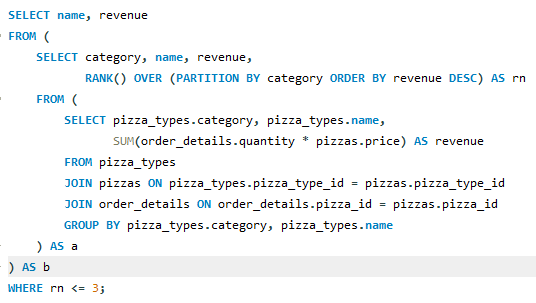 SELECT name, revenue
FROM (
    SELECT category, name, revenue,
           RANK() OVER (PARTITION BY category ORDER BY revenue DESC) AS rn
    FROM (
        SELECT pizza_types.category, pizza_types.name,
               SUM(order_details.quantity * pizzas.price) AS revenue
        FROM pizza_types
        JOIN pizzas ON pizza_types.pizza_type_id = pizzas.pizza_type_id
        JOIN order_details ON order_details.pizza_id = pizzas.pizza_id
        GROUP BY pizza_types.category, pizza_types.name
    ) AS a
) AS b
WHERE rn <= 3;